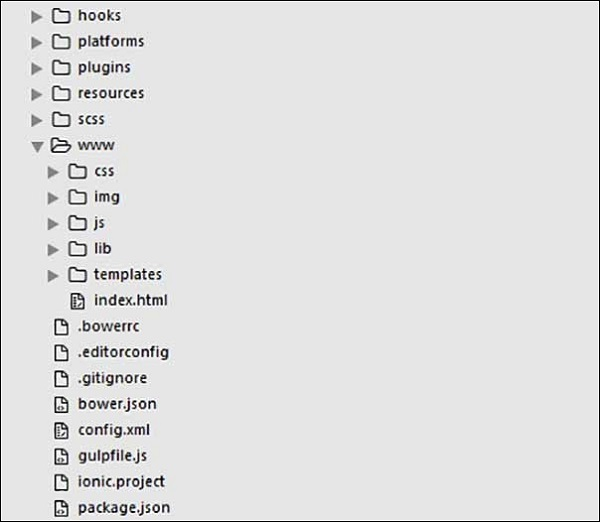 hooks
platforms
plugins
resources
scss
www
css
img
js
lib
templates
index.html
.bowerrc
.editorconfig
.gitignore
bower.json
config.xml
gulpfile.js
ionic.project
package.json